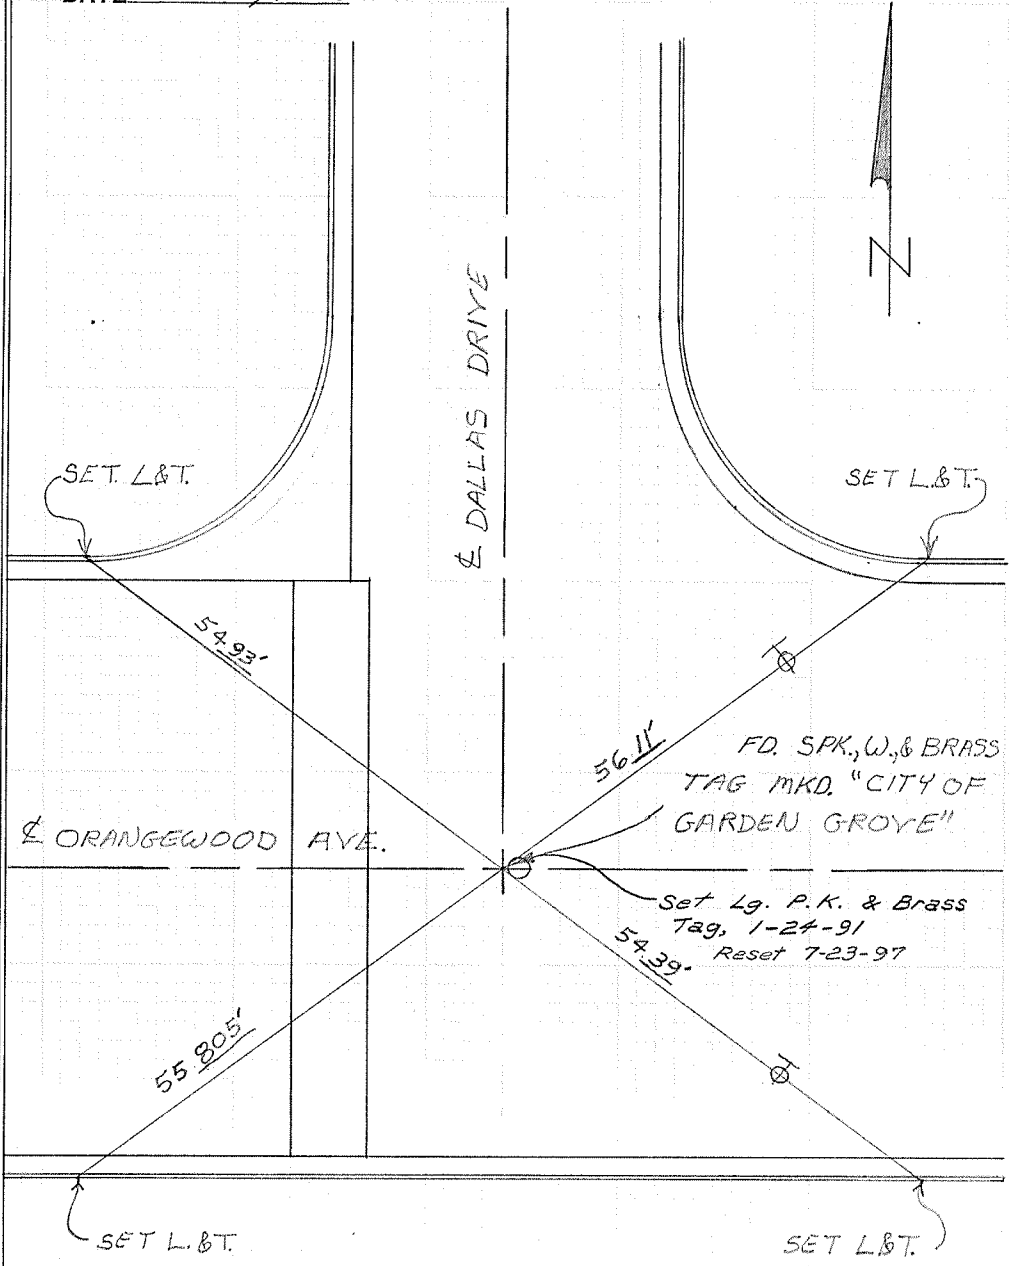 DATE
N
℄ DALLAS DRIVE
SET. L&T.
SET L.&T.
54.93'
56.11'
FD. SPK., W., & BRASS
TAG MKD. "CITY OF
GARDEN GROVE"
℄ ORANGEWOOD AVE.
Set Lg. P.K. & Brass
Tag, 1-24-91
Reset 7-23-97
54.39'
55.805'
SET L.&T.
SET L&T.